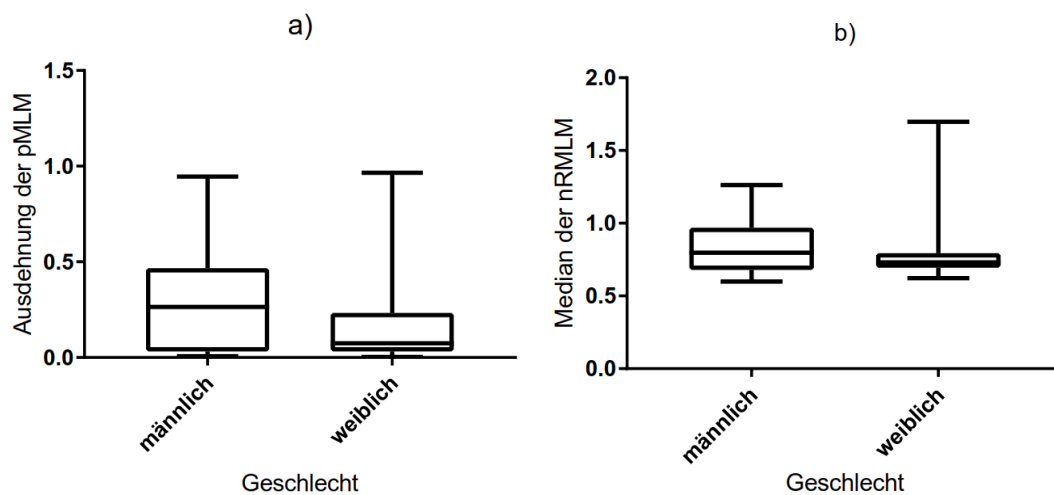 a)
Ausdehnung der pMLM
1.5
1.0
0.5
0.0
männlich
weiblich
Geschlecht
b)
Median der nRMLM
2.0
1.5
1.0
0.5
0.0
männlich
weiblich
Geschlecht